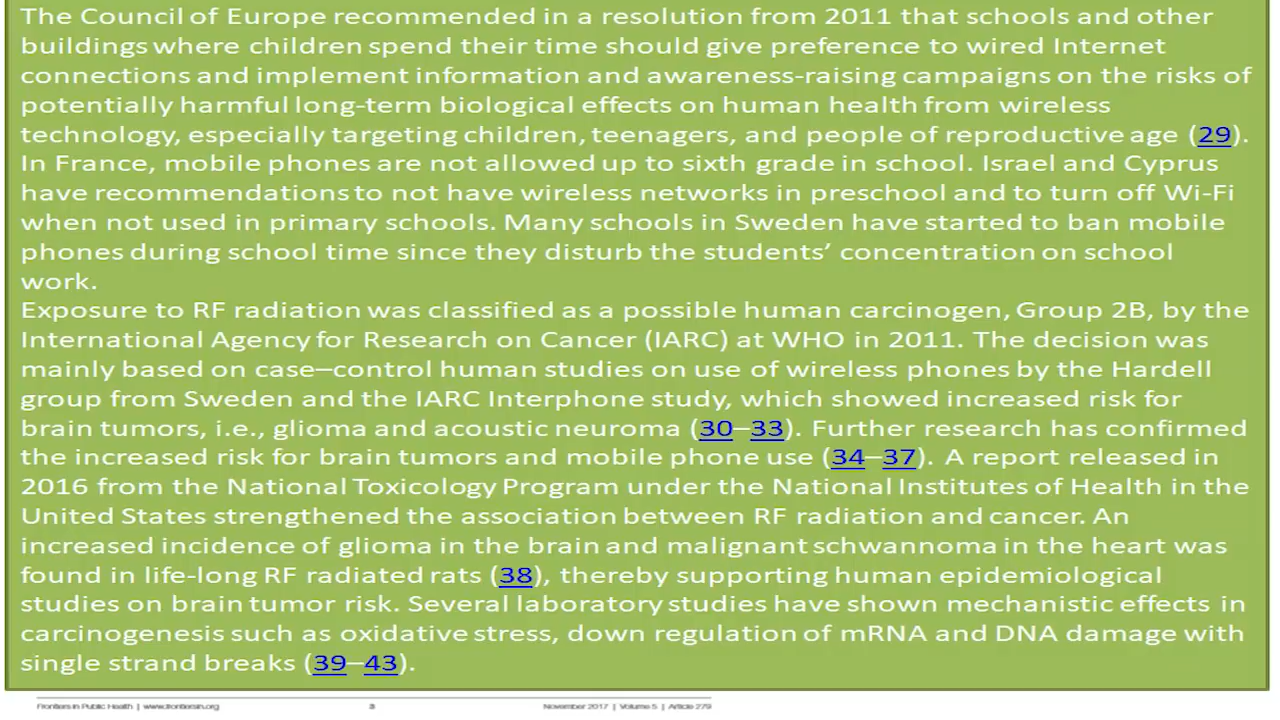 The Council of Europe recommended in a resolution from 2011 that schools and other
buildings where children spend their time should give preference to wired Internet
connections and implement information and awareness-raising campaigns on the risks of
potentially harmful long-term biological effects on human health from wireless
technology, especially targeting children, teenagers, and people of reproductive age (29).
In France, mobile phones are not allowed up to sixth grade in school. Israel and Cyprus
have recommendations to not have wireless networks in preschool and to turn off Wi-Fi
when not used in primary schools. Many schools in Sweden have started to ban mobile
phones during school time since they disturb the students’ concentration on school
work.
Exposure to RF radiation was classified as a possible human carcinogen, Group 2B, by the
International Agency for Research on Cancer (IARC) at WHO in 2011. The decision was
mainly based on case–control human studies on use of wireless phones by the Hardell
group from Sweden and the IARC Interphone study, which showed increased risk for
brain tumors, i.e., glioma and acoustic neuroma (30–33). Further research has confirmed
the increased risk for brain tumors and mobile phone use (34–37). A report released in
2016 from the National Toxicology Program under the National Institutes of Health in the
United States strengthened the association between RF radiation and cancer. An
increased incidence of glioma in the brain and malignant schwannoma in the heart was
found in life-long RF radiated rats (38), thereby supporting human epidemiological
studies on brain tumor risk. Several laboratory studies have shown mechanistic effects in
carcinogenesis such as oxidative stress, down regulation of mRNA and DNA damage with
single strand breaks (39–43).
Frontiers in Public Health | www.frontiersin.org 3 November 2017 | Volume 5 | Article 279